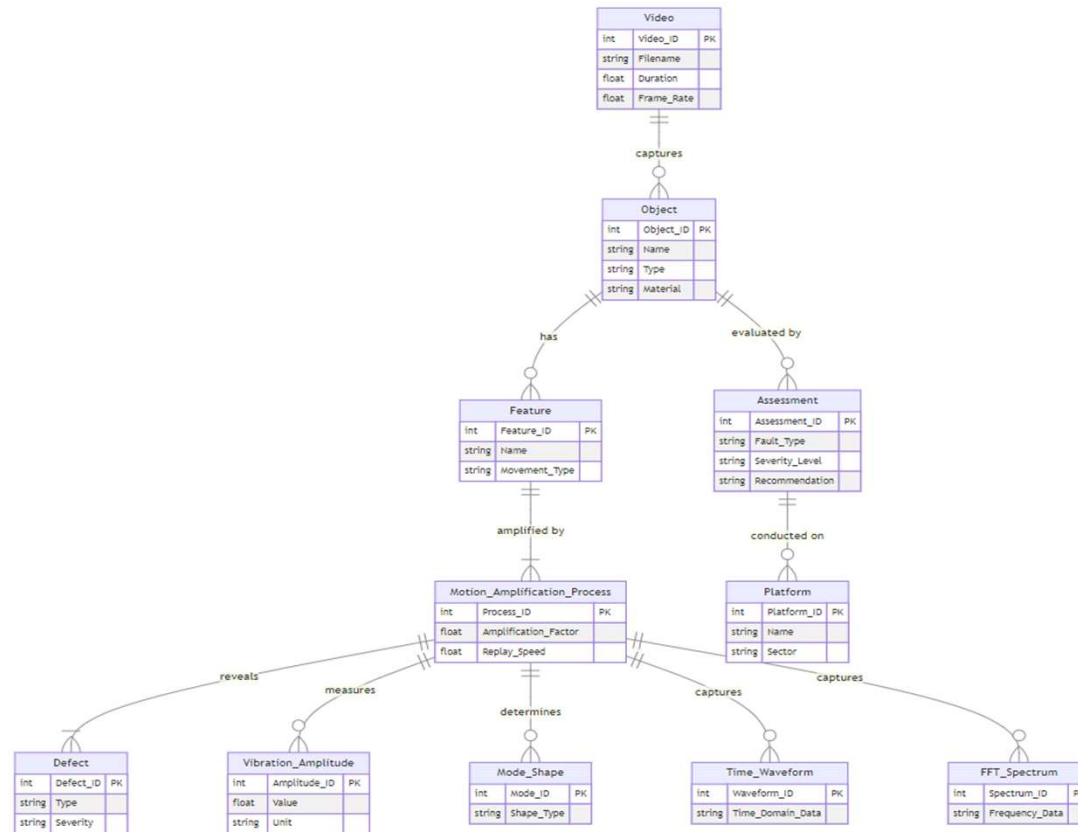 Video
int Video_ID PK
string Filename
float Duration
float Frame_Rate
captures
Object
int Object_ID PK
string Name
string Type
string Material
has
evaluated by
Feature
int Feature_ID PK
string Name
string Movement_Type
Assessment
int Assessment_ID PK
string Fault_Type
string Severity_Level
string Recommendation
amplified by
conducted on
Motion_Amplification_Process
int Process_ID PK
float Amplification_Factor
float Replay_Speed
Platform
int Platform_ID PK
string Name
string Sector
reveals
measures
determines
captures
captures
Defect
int Defect_ID PK
string Type
string Severity
Vibration_Amplitude
int Amplitude_ID PK
float Value
string Unit
Mode_Shape
int Mode_ID PK
string Shape_Type
Time_Waveform
int Waveform_ID PK
string Time_Domain_Data
FFT_Spectrum
int Spectrum_ID
string Frequency_Data